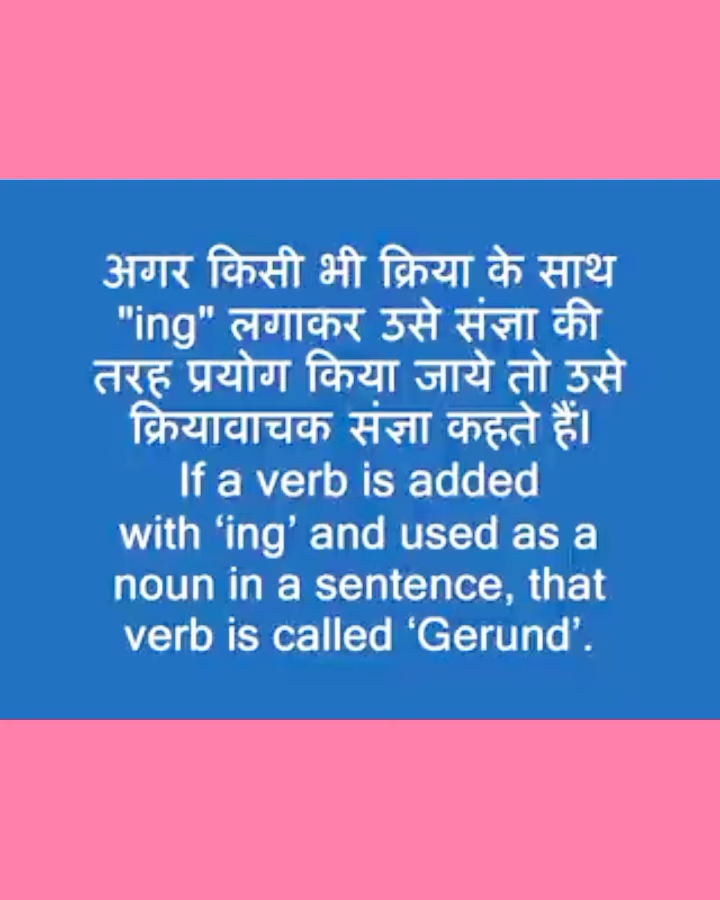 अगर किसी भी क्रिया के साथ
"ing" लगाकर उसे संज्ञा की
तरह प्रयोग किया जाये तो उसे
क्रियावाचक संज्ञा कहते हैं।
If a verb is added
with ‘ing’ and used as a
noun in a sentence, that
verb is called ‘Gerund’.